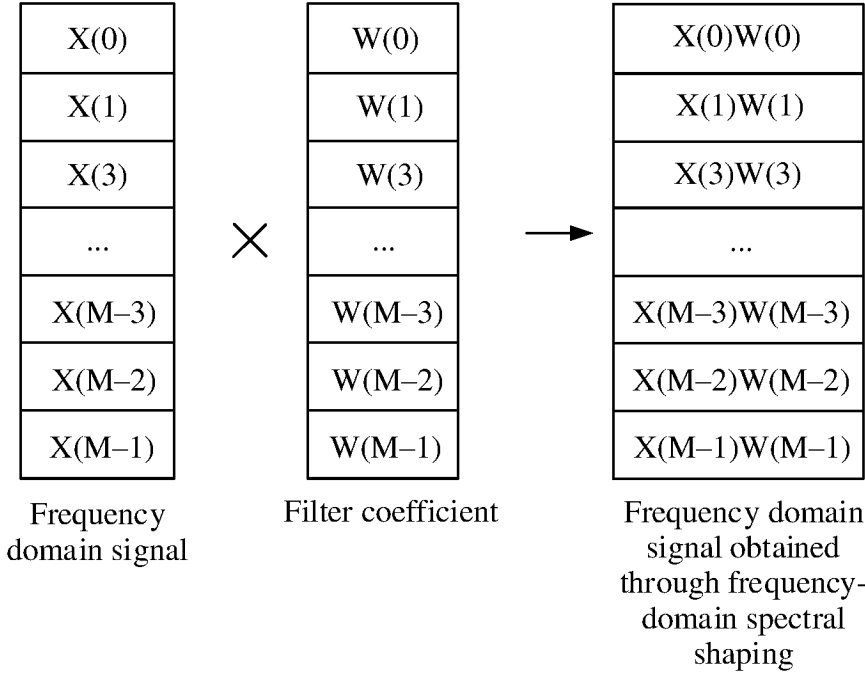 X(0)
X(1)
X(3)
...
X(M–3)
X(M–2)
X(M–1)
Frequency
domain signal
×
W(0)
W(1)
W(3)
...
W(M–3)
W(M–2)
W(M–1)
Filter coefficient
X(0)W(0)
X(1)W(1)
X(3)W(3)
...
X(M–3)W(M–3)
X(M–2)W(M–2)
X(M–1)W(M–1)
Frequency domain
signal obtained
through frequency-
domain spectral
shaping